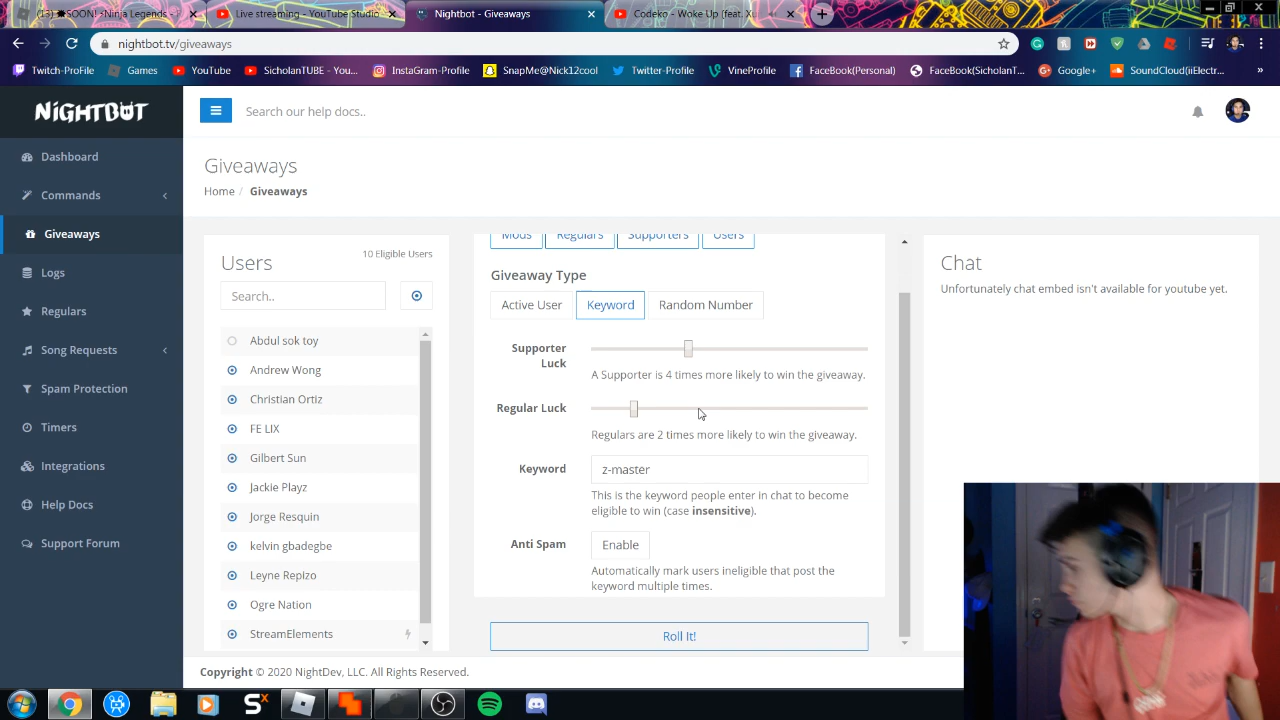 (13) SOON! Ninja Legends -
Live streaming - YouTube Studio
Nightbot - Giveaways
Codeko - Woke Up (feat. Xu
nightbot.tv/giveaways
Twitch-ProFile
Games
YouTube
SicholanTUBE - You...
InstaGram-Profile
SnapMe@Nick12cool
Twitter-Profile
VineProfile
FaceBook(Personal)
FaceBook(SicholanT...
Google+
SoundCloud(iiElectr...
»
NIGHTBOT
Search our help docs..
Dashboard
Commands
Giveaways
Logs
Regulars
Song Requests
Spam Protection
Timers
Integrations
Help Docs
Support Forum
Giveaways
Home / Giveaways
Users
10 Eligible Users
Search..
Abdul sok toy
Andrew Wong
Christian Ortiz
FE LIX
Gilbert Sun
Jackie Playz
Jorge Resquin
kelvin gbadegbe
Leyne Repizo
Ogre Nation
StreamElements
Mods Regulars Supporters Users
Giveaway Type
Active User Keyword Random Number
Supporter
Luck
A Supporter is 4 times more likely to win the giveaway.
Regular Luck
Regulars are 2 times more likely to win the giveaway.
Keyword z-master
This is the keyword people enter in chat to become
eligible to win (case insensitive).
Anti Spam Enable
Automatically mark users ineligible that post the
keyword multiple times.
Roll It!
Chat
Unfortunately chat embed isn't available for youtube yet.
Copyright © 2020 NightDev, LLC. All Rights Reserved.